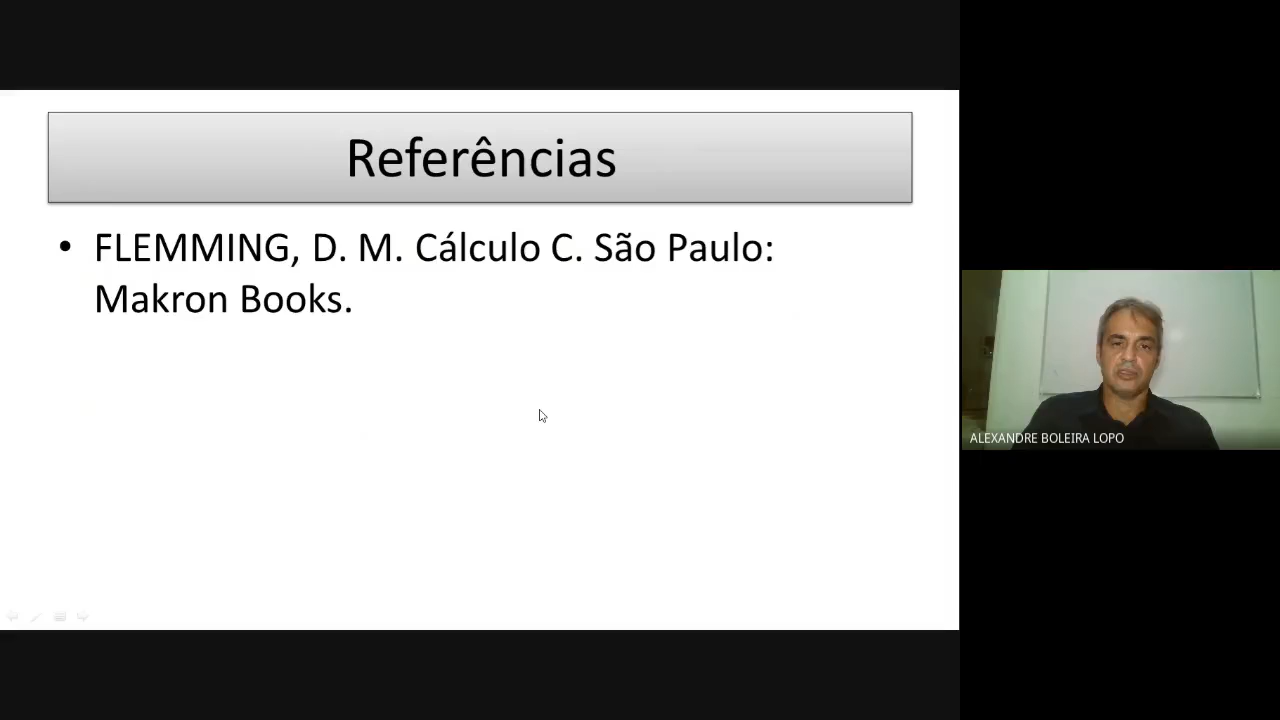 Referências
• FLEMMING, D. M. Cálculo C. São Paulo:
Makron Books.
ALEXANDRE BOLEIRA LOPO